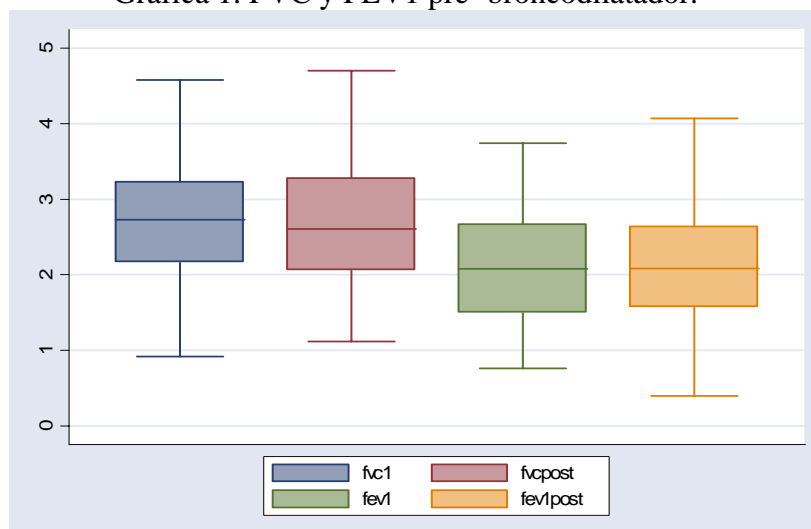 Gráfica 1. FVC y FEV1 pre- broncodilatador.
5
4
3
2
1
0
fvc1 fvcpost
fev1 fev1post